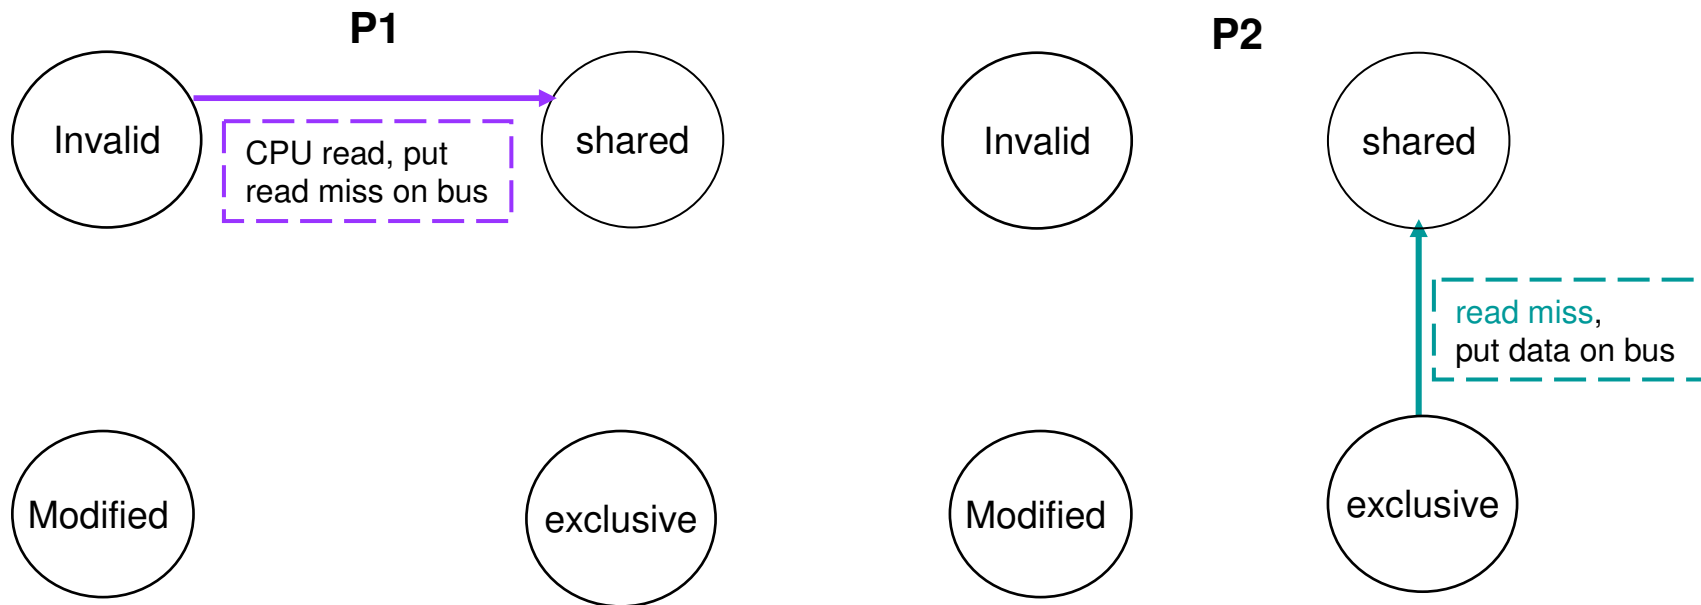 P1
Invalid
CPU read, put
read miss on bus
shared
Modified
exclusive
P2
Invalid
shared
read miss,
put data on bus
Modified
exclusive